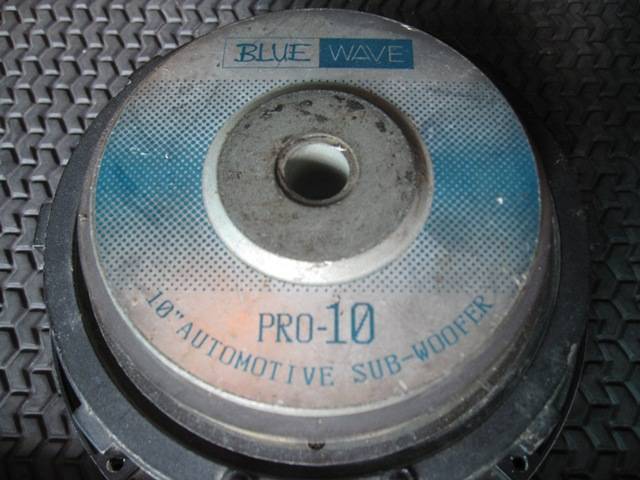 BLUE WAVE
PRO-10
10" AUTOMOTIVE SUB-WOOFER